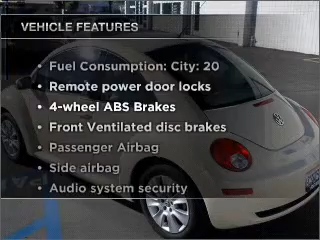 VEHICLE FEATURES
• Fuel Consumption: City: 20
• Remote power door locks
• 4-wheel ABS Brakes
• Front Ventilated disc brakes
• Passenger Airbag
• Side airbag
• Audio system security